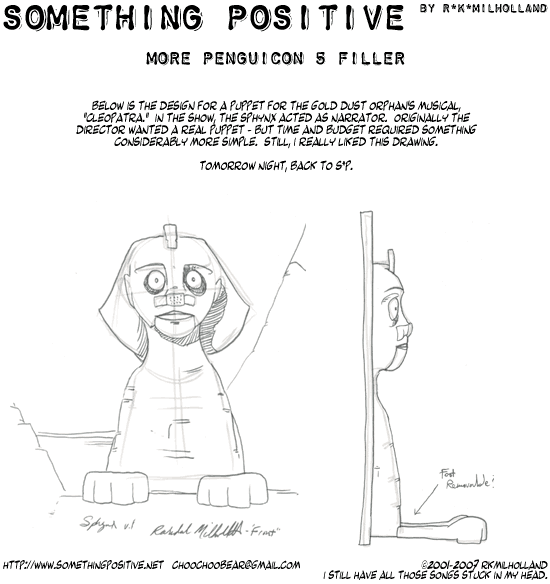 SOMETHING POSITIVE BY R*K*MILHOLLAND
MORE PENGUICON 5 FILLER
BELOW IS THE DESIGN FOR A PUPPET FOR THE GOLD DUST ORPHAN'S MUSICAL,
"CLEOPATRA." IN THE SHOW, THE SPHYNX ACTED AS NARRATOR. ORIGINALLY THE
DIRECTOR WANTED A REAL PUPPET - BUT TIME AND BUDGET REQUIRED SOMETHING
CONSIDERABLY MORE SIMPLE. STILL, I REALLY LIKED THIS DRAWING.
TOMORROW NIGHT, BACK TO S*P.
Feet
Removable!
Sphynx v.1 Randal Milholland - "Front"
HTTP://WWW.SOMETHINGPOSITIVE.NET CHOOCHOOBEAR@GMAIL.COM
©2001-2007 RKMILHOLLAND
I STILL HAVE ALL THOSE SONGS STUCK IN MY HEAD.